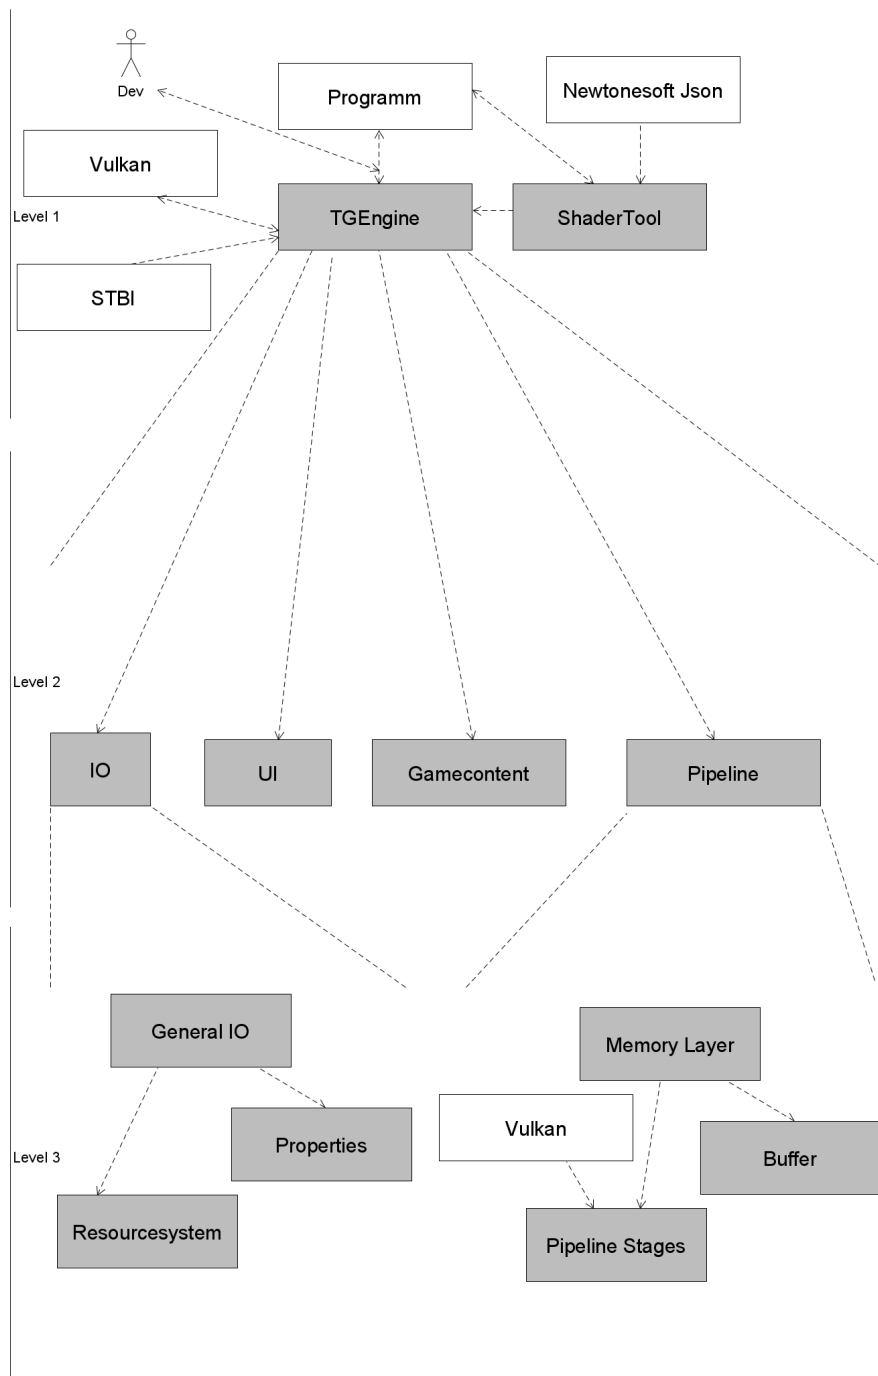 Dev
Programm
Newtonesoft Json
Vulkan
Level 1
TGEngine
ShaderTool
STBI
Level 2
IO
UI
Gamecontent
Pipeline
General IO
Memory Layer
Vulkan
Properties
Level 3
Buffer
Resourcesystem
Pipeline Stages